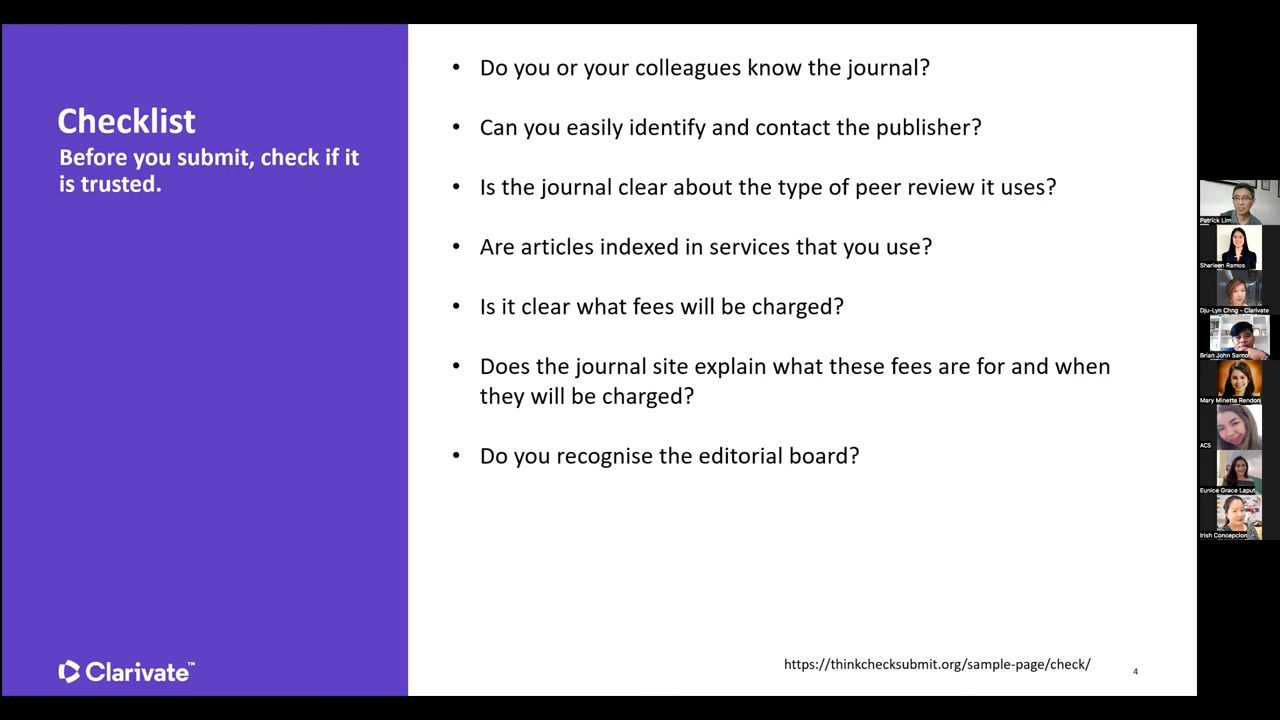 Checklist
Before you submit, check if it
is trusted.
• Do you or your colleagues know the journal?
• Can you easily identify and contact the publisher?
• Is the journal clear about the type of peer review it uses?
• Are articles indexed in services that you use?
• Is it clear what fees will be charged?
• Does the journal site explain what these fees are for and when
they will be charged?
• Do you recognise the editorial board?
Clarivate™
https://thinkchecksubmit.org/sample-page/check/
4
Patrick Lim
Sharleen Ramos
Dju-Lyn Chng - Clarivate
Brian John Sarno
Mary Minette Rendon
ACS
Eunice Grace Laput
Irish Concepcion